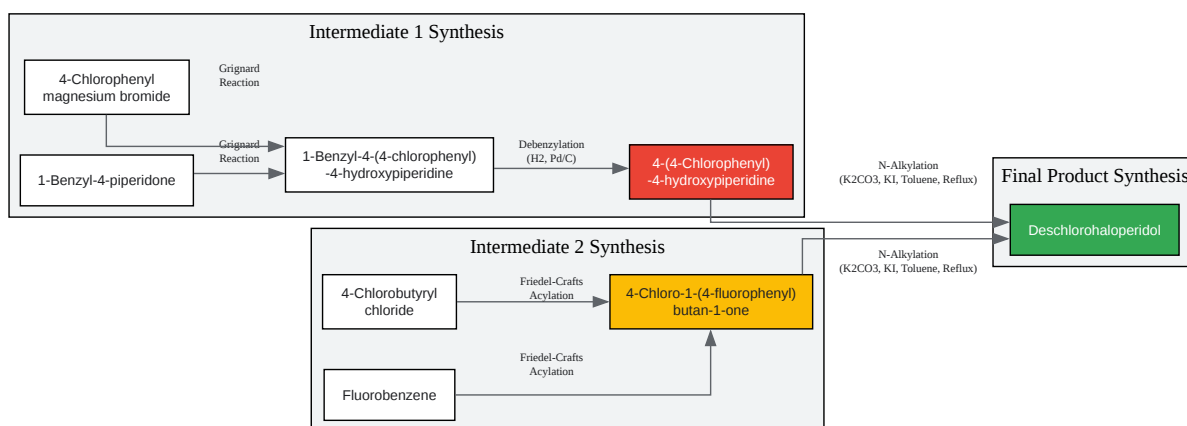 Intermediate 1 Synthesis
4-Chlorophenyl
magnesium bromide
Grignard
Reaction
1-Benzyl-4-piperidone
Grignard
Reaction
1-Benzyl-4-(4-chlorophenyl)
-4-hydroxypiperidine
Debenzylation
(H2, Pd/C)
4-(4-Chlorophenyl)
-4-hydroxypiperidine
N-Alkylation
(K2CO3, KI, Toluene, Reflux)
Final Product Synthesis
Deschlorohaloperidol
Intermediate 2 Synthesis
4-Chlorobutyryl
chloride
Friedel-Crafts
Acylation
4-Chloro-1-(4-fluorophenyl)
butan-1-one
N-Alkylation
(K2CO3, KI, Toluene, Reflux)
Fluorobenzene
Friedel-Crafts
Acylation